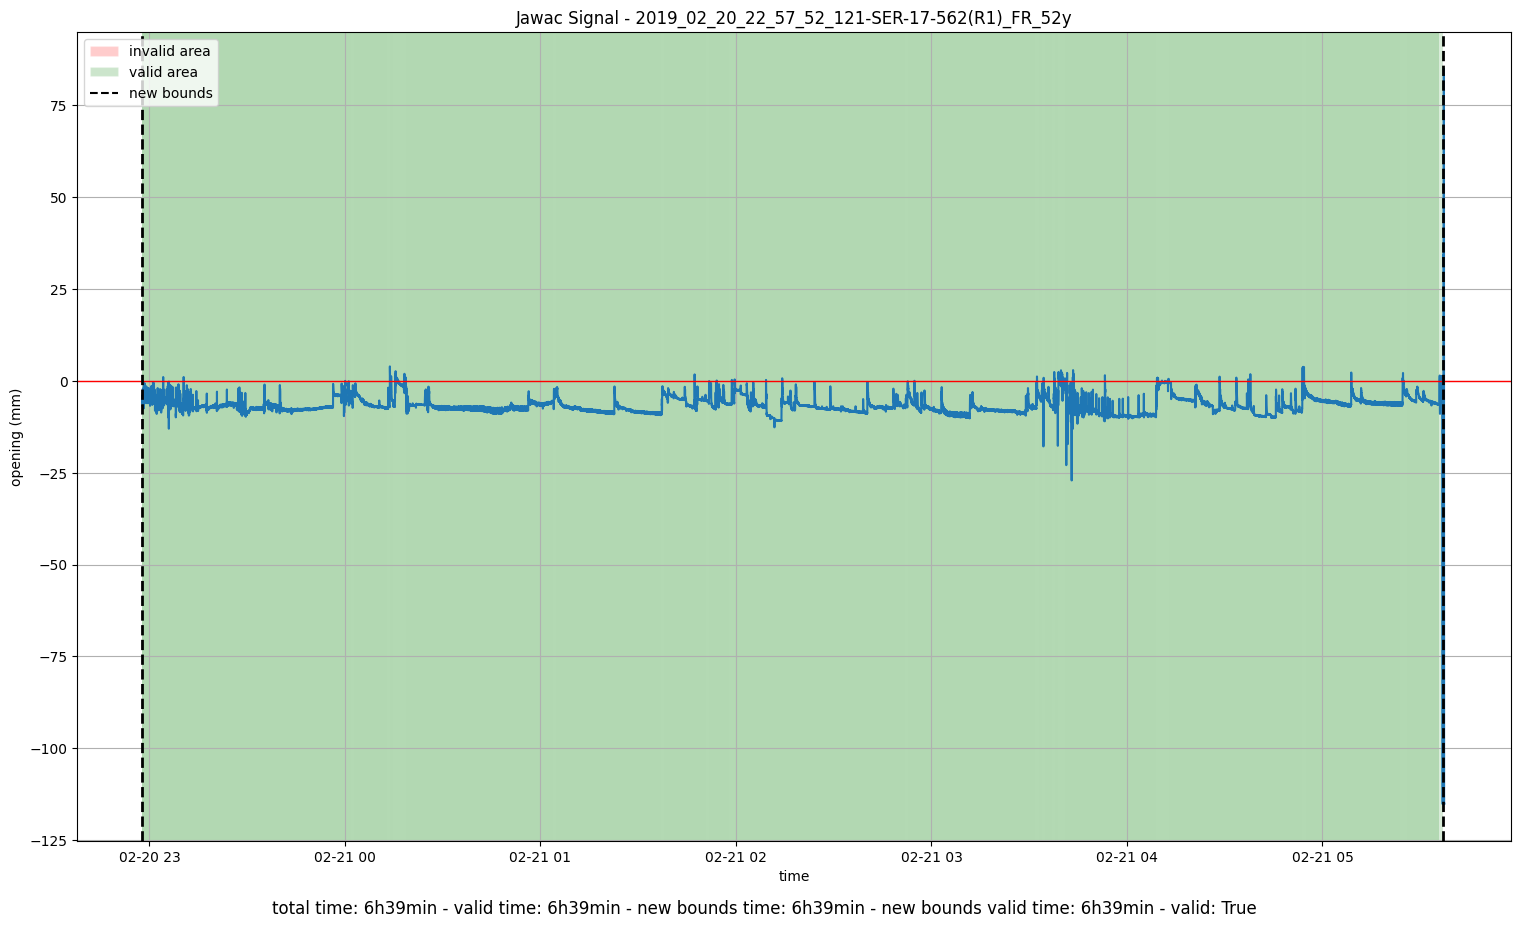 Jawac Signal - 2019_02_20_22_57_52_121-SER-17-562(R1)_FR_52y
invalid area
valid area
new bounds
75
50
25
0
−25
−50
−75
−100
−125
opening (mm)
02-20 23
02-21 00
02-21 01
02-21 02
02-21 03
02-21 04
02-21 05
time
total time: 6h39min - valid time: 6h39min - new bounds time: 6h39min - new bounds valid time: 6h39min - valid: True